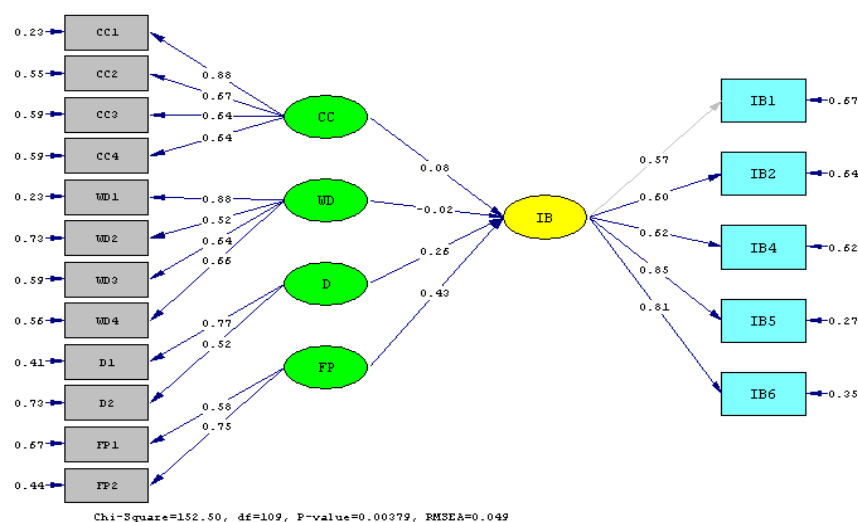 0.23 CC1
0.55 CC2
0.59 CC3
0.59 CC4
0.23 WD1
0.73 WD2
0.59 WD3
0.56 WD4
0.41 D1
0.73 D2
0.67 FP1
0.44 FP2
0.88
0.67
0.64
0.64
0.88
0.52
0.64
0.66
0.77
0.52
0.58
0.75
CC
WD
D
FP
0.08
-0.02
0.26
0.43
IB
0.57
0.60
0.62
0.85
0.81
IB1 0.67
IB2 0.64
IB4 0.62
IB5 0.27
IB6 0.35
Chi-Square=152.50, df=109, P-value=0.00379, RMSEA=0.049